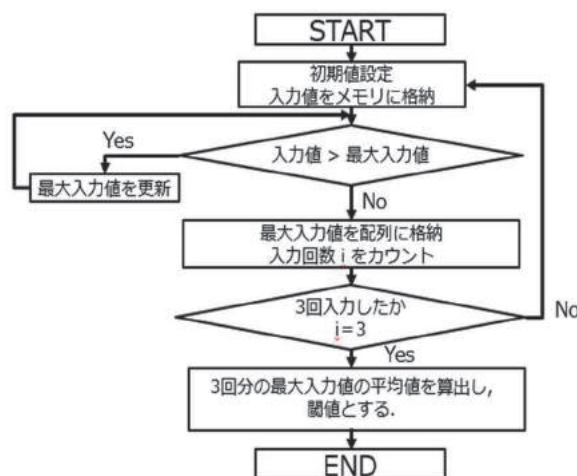 START
初期値設定
入力値をメモリに格納
Yes
入力値 > 最大入力値
最大入力値を更新
No
最大入力値を配列に格納
入力回数 i をカウント
3回入力したか
i=3
No
Yes
3回分の最大入力値の平均値を算出し,
閾値とする.
END